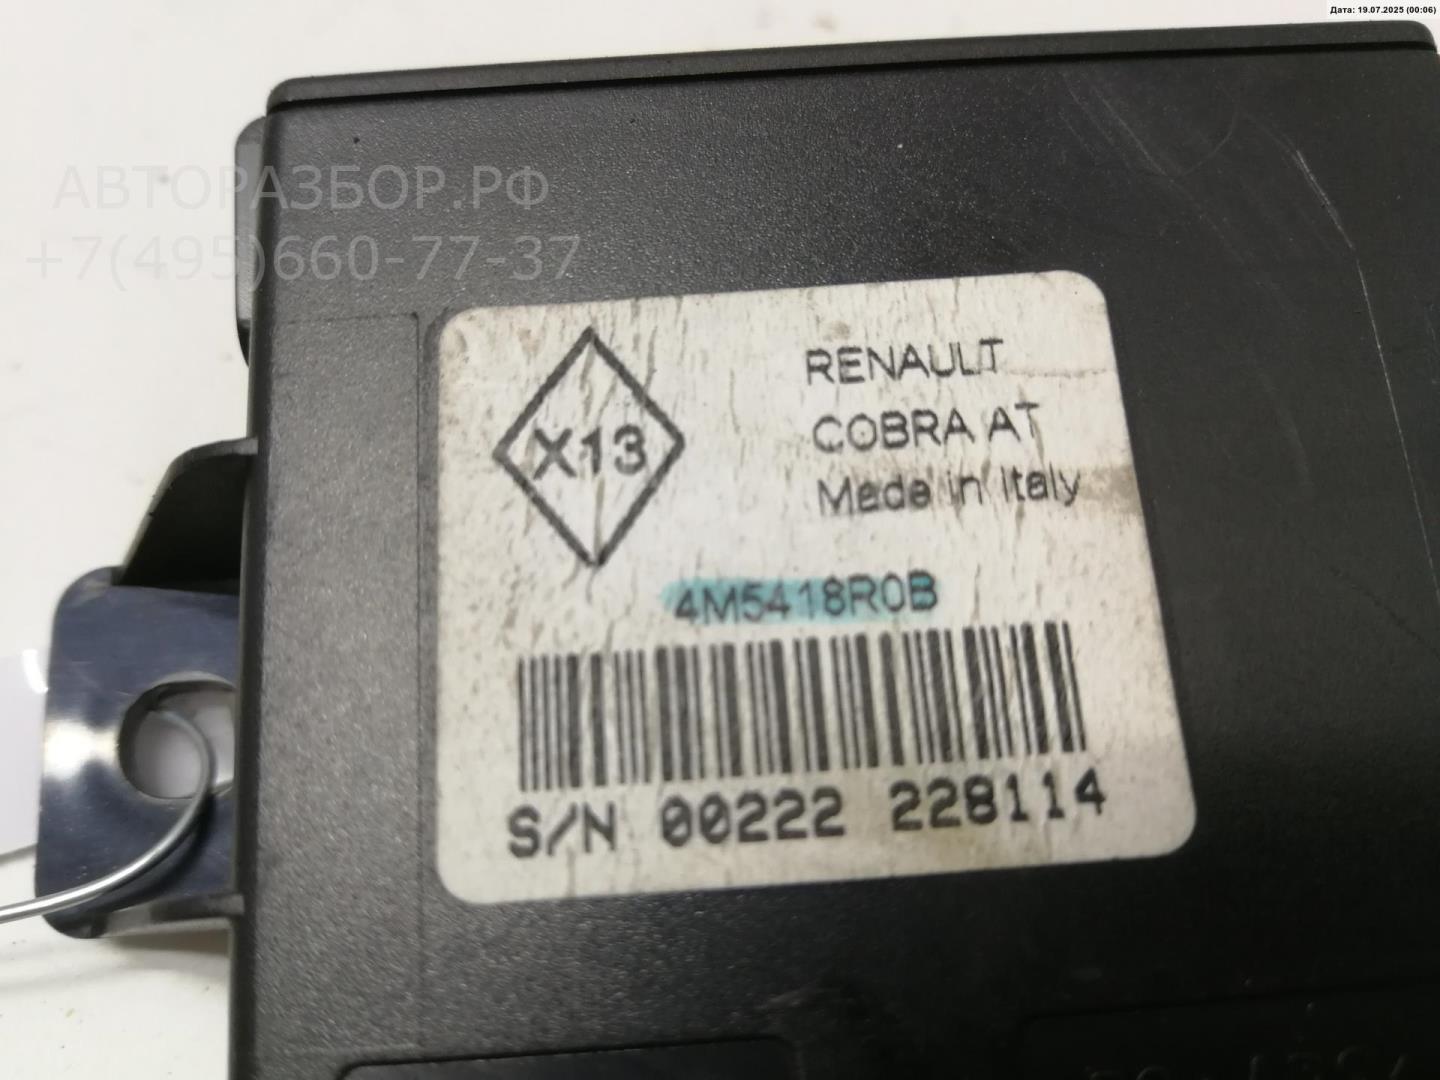 Дата: 19.07.2025 (00:06)
АВТОРАЗБОР.РФ
+7(495)660-77-37
X13
RENAULT
COBRA AT
Made in Italy
4M5418R0B
S/N 00222 228114